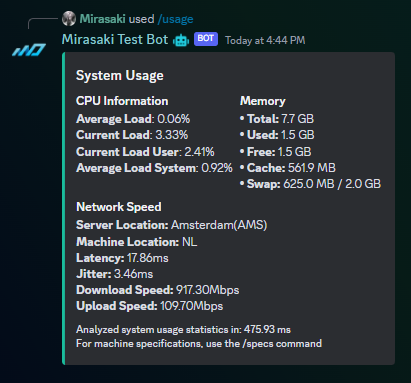 Mirasaki used /usage
Mirasaki Test Bot BOT Today at 4:44 PM
System Usage
CPU Information
Average Load: 0.06%
Current Load: 3.33%
Current Load User: 2.41%
Average Load System: 0.92%
Memory
• Total: 7.7 GB
• Used: 1.5 GB
• Free: 1.5 GB
• Cache: 561.9 MB
• Swap: 625.0 MB / 2.0 GB
Network Speed
Server Location: Amsterdam(AMS)
Machine Location: NL
Latency: 17.86ms
Jitter: 3.46ms
Download Speed: 917.30Mbps
Upload Speed: 109.70Mbps
Analyzed system usage statistics in: 475.93 ms
For machine specifications, use the /specs command